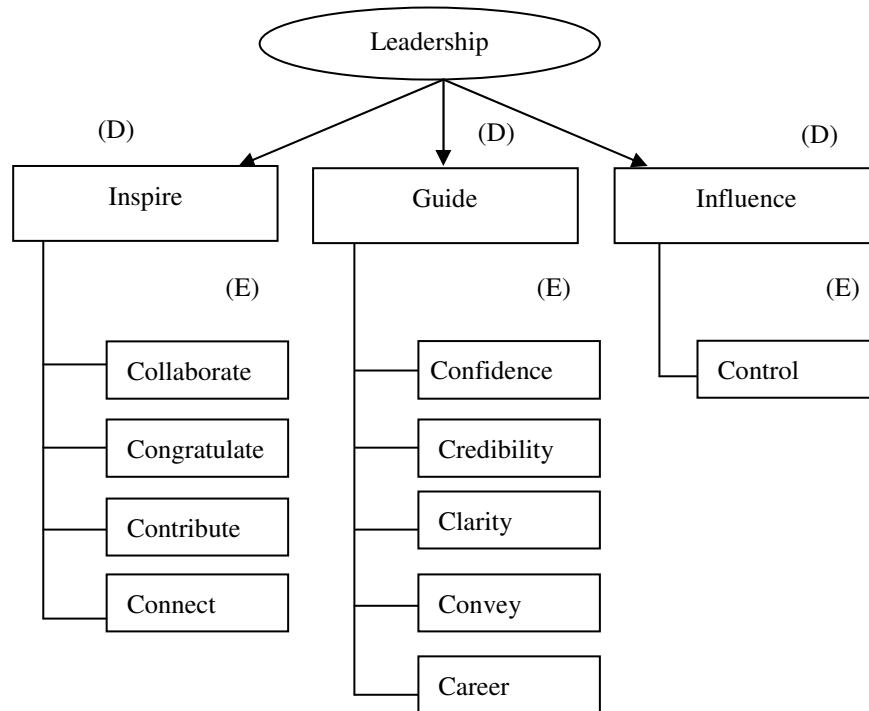 Leadership
(D)
(D)
(D)
Inspire
Guide
Influence
(E)
(E)
(E)
Collaborate
Congratulate
Contribute
Connect
Confidence
Credibility
Clarity
Convey
Career
Control